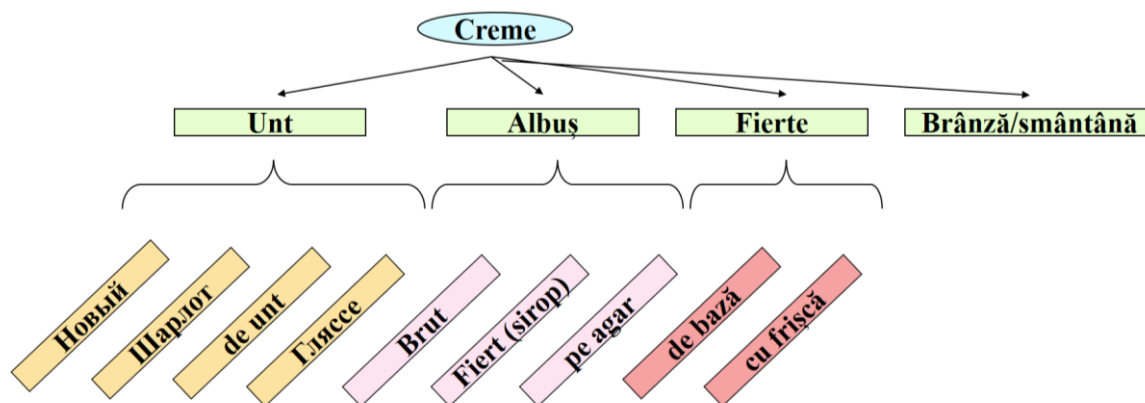 Creme
Unt
Albuș
Fierte
Brânză/smântână
Новый
Шарлот
de unt
Гляссе
Brut
Fiert (sirop)
pe agar
de bază
cu frișcă